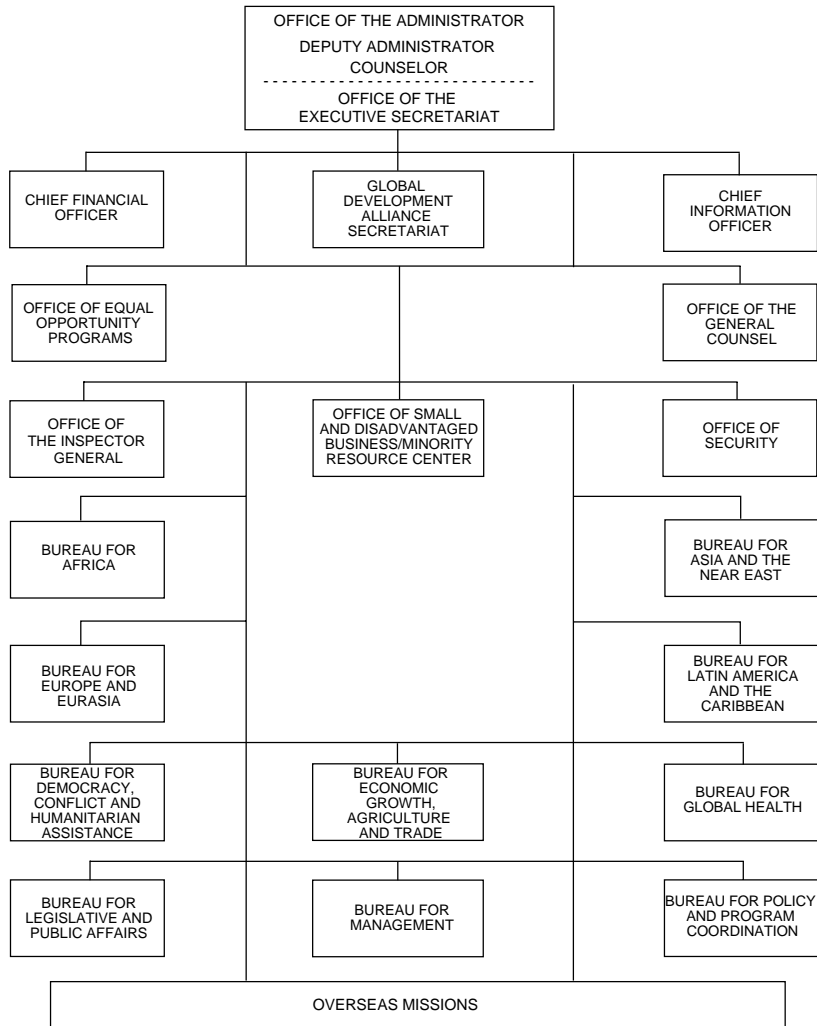 OFFICE OF THE ADMINISTRATOR
DEPUTY ADMINISTRATOR
COUNSELOR
OFFICE OF THE
EXECUTIVE SECRETARIAT
CHIEF FINANCIAL
OFFICER
GLOBAL
DEVELOPMENT
ALLIANCE
SECRETARIAT
CHIEF
INFORMATION
OFFICER
OFFICE OF EQUAL
OPPORTUNITY
PROGRAMS
OFFICE OF THE
GENERAL
COUNSEL
OFFICE OF
THE INSPECTOR
GENERAL
OFFICE OF SMALL
AND DISADVANTAGED
BUSINESS/MINORITY
RESOURCE CENTER
OFFICE OF
SECURITY
BUREAU FOR
AFRICA
BUREAU FOR
ASIA AND THE
NEAR EAST
BUREAU FOR
EUROPE AND
EURASIA
BUREAU FOR
LATIN AMERICA
AND THE
CARIBBEAN
BUREAU FOR
DEMOCRACY,
CONFLICT AND
HUMANITARIAN
ASSISTANCE
BUREAU FOR
ECONOMIC
GROWTH,
AGRICULTURE
AND TRADE
BUREAU FOR
GLOBAL HEALTH
BUREAU FOR
LEGISLATIVE AND
PUBLIC AFFAIRS
BUREAU FOR
MANAGEMENT
BUREAU FOR POLICY
AND PROGRAM
COORDINATION
OVERSEAS MISSIONS